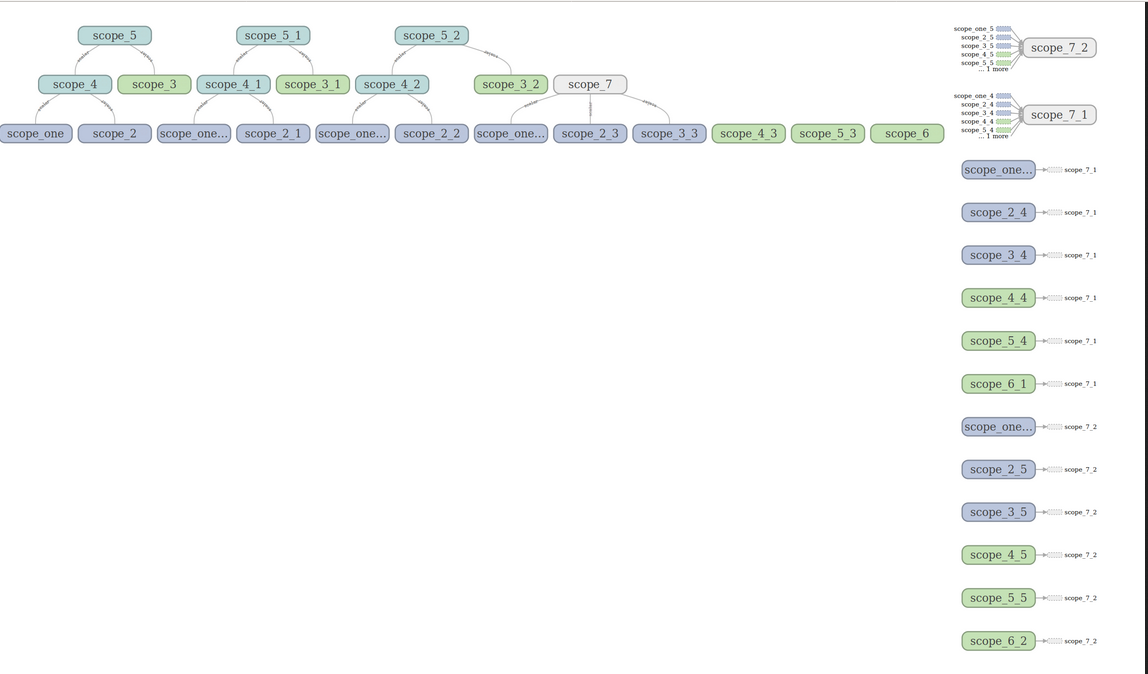 scope_5 scope_5_1 scope_5_2
scope_4 scope_3 scope_4_1 scope_3_1 scope_4_2 scope_3_2 scope_7
scope_one scope_2 scope_one... scope_2_1 scope_one... scope_2_2 scope_one... scope_2_3 scope_3_3 scope_4_3 scope_5_3 scope_6
scope_one_5
scope_2_5
scope_3_5
scope_4_5
scope_5_5
... 1 more
scope_7_2
scope_one_4
scope_2_4
scope_3_4
scope_4_4
scope_5_4
... 1 more
scope_7_1
scope_one... scope_7_1
scope_2_4 scope_7_1
scope_3_4 scope_7_1
scope_4_4 scope_7_1
scope_5_4 scope_7_1
scope_6_1 scope_7_1
scope_one... scope_7_2
scope_2_5 scope_7_2
scope_3_5 scope_7_2
scope_4_5 scope_7_2
scope_5_5 scope_7_2
scope_6_2 scope_7_2